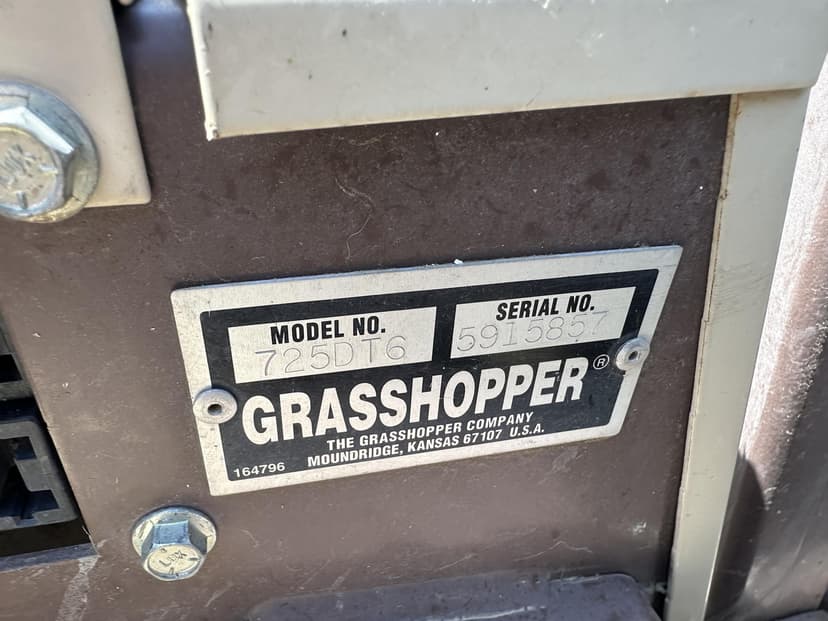 MODEL NO.
725DT6
SERIAL NO.
5915857
GRASSHOPPER®
THE GRASSHOPPER COMPANY
MOUNDRIDGE, KANSAS 67107 U.S.A.
164796